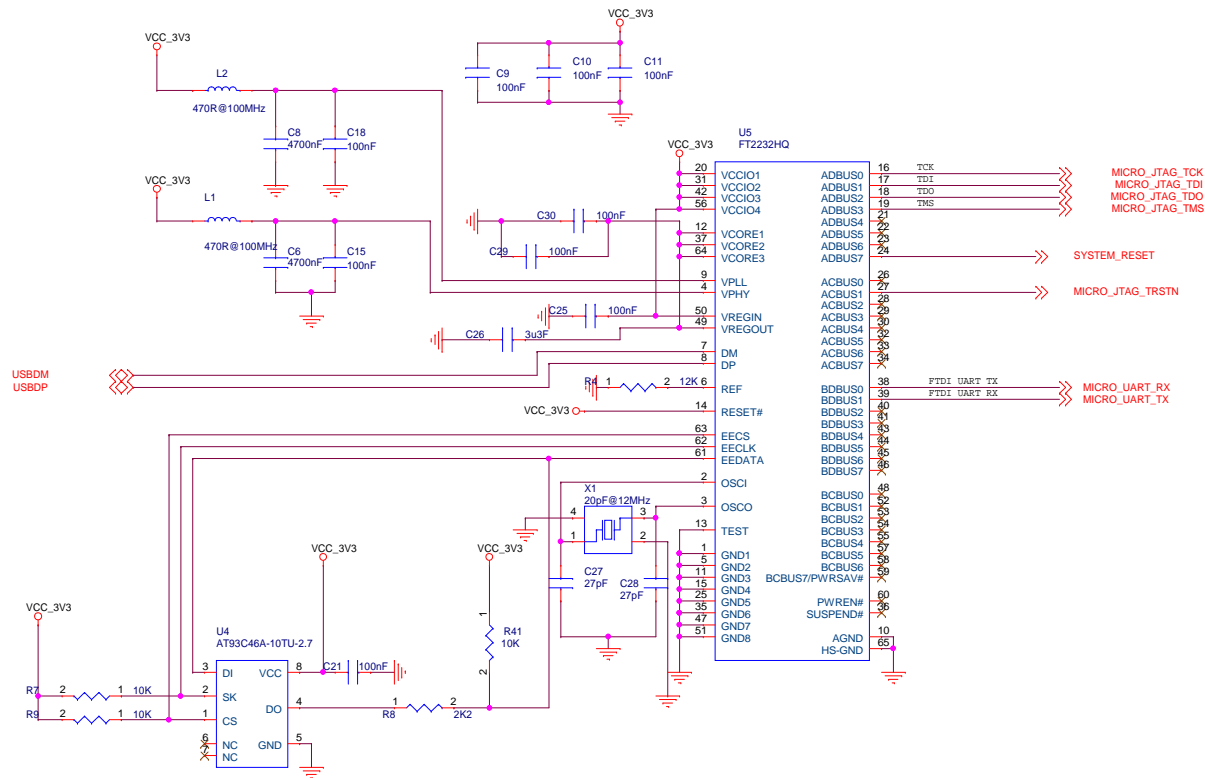 VCC_3V3
VCC_3V3
L2
470R@100MHz
C8
4700nF
C18
100nF
C9
100nF
C10
100nF
C11
100nF
VCC_3V3
L1
470R@100MHz
C6
4700nF
C15
100nF
C30
100nF
C29
100nF
C25
100nF
C26
3u3F
USBDM
USBDP
R4
1
2
12K
VCC_3V3
VCC_3V3
U5
FT2232HQ
20 VCCIO1
31 VCCIO2
42 VCCIO3
56 VCCIO4
12 VCORE1
37 VCORE2
64 VCORE3
9 VPLL
4 VPHY
50 VREGIN
49 VREGOUT
7 DM
8 DP
6 REF
14 RESET#
63 EECS
62 EECLK
61 EEDATA
2 OSCI
3 OSCO
13 TEST
1 GND1
5 GND2
11 GND3
15 GND4
25 GND5
35 GND6
47 GND7
51 GND8
ADBUS0 16 TCK MICRO_JTAG_TCK
ADBUS1 17 TDI MICRO_JTAG_TDI
ADBUS2 18 TDO MICRO_JTAG_TDO
ADBUS3 19 TMS MICRO_JTAG_TMS
ADBUS4 21
ADBUS5 22
ADBUS6 23
ADBUS7 24 SYSTEM_RESET
ACBUS0 26
ACBUS1 27 MICRO_JTAG_TRSTN
ACBUS2 28
ACBUS3 29
ACBUS4 30
ACBUS5 32
ACBUS6 33
ACBUS7 34
BDBUS0 38 FTDI UART TX MICRO_UART_RX
BDBUS1 39 FTDI UART RX MICRO_UART_TX
BDBUS2 40
BDBUS3 41
BDBUS4 43
BDBUS5 44
BDBUS6 45
BDBUS7 46
BCBUS0 48
BCBUS1 52
BCBUS2 53
BCBUS3 54
BCBUS4 55
BCBUS5 57
BCBUS6 58
BCBUS7/PWRSAV# 59
PWREN# 60
SUSPEND# 36
AGND 10
HS-GND 65
X1
20pF@12MHz
4
3
1
2
C27
27pF
C28
27pF
VCC_3V3
VCC_3V3
VCC_3V3
1
R41
10K
2
U4
AT93C46A-10TU-2.7
3 DI
2 SK
1 CS
6 NC
7 NC
VCC 8
DO 4
GND 5
C21
100nF
R7
2
1
10K
R9
2
1
10K
R8
1
2
2K2